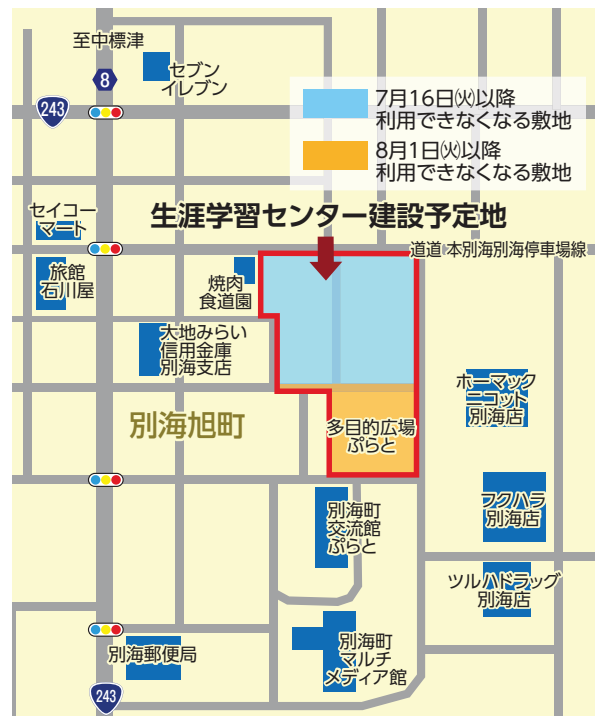 至中標津
8
セブン
イレブン
243
7月16日㈫以降
利用できなくなる敷地
8月1日㈫以降
利用できなくなる敷地
セイコー
マート
生涯学習センター建設予定地
道道 本別海別海停車場線
旅館
石川屋
焼肉
食道園
大地みらい
信用金庫
別海支店
ホーマック
ニコット
別海店
別海旭町
多目的広場
ぷらと
別海町
交流館
ぷらと
フクハラ
別海店
ツルハドラッグ
別海店
別海郵便局
別海町
マルチ
メディア館
243